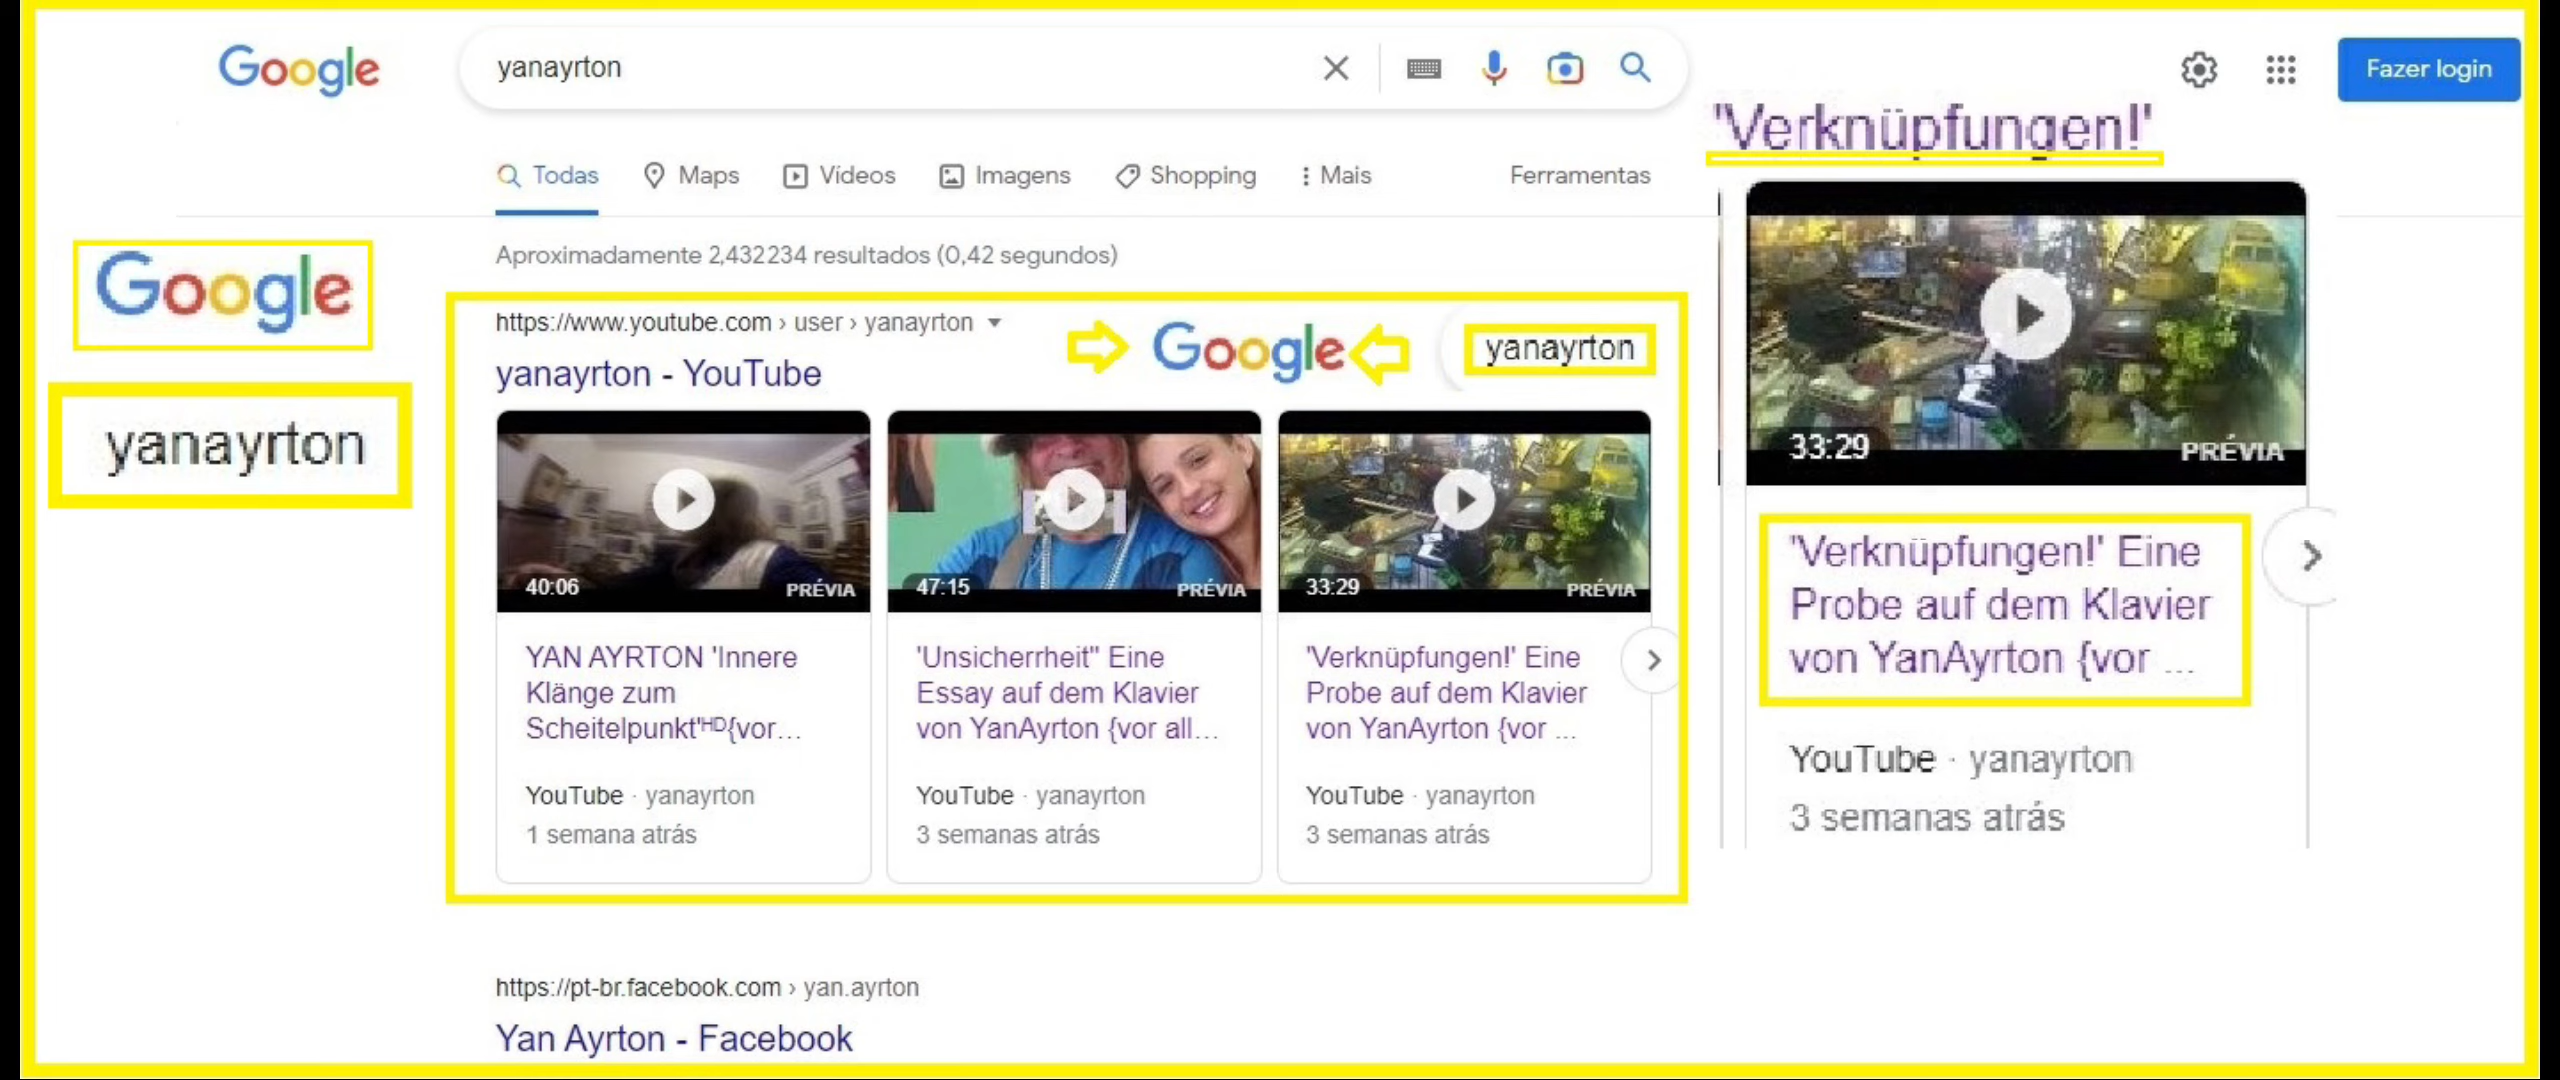 Google
yanayrton
Fazer login
'Verknüpfungen!'
Todas
Maps
Vídeos
Imagens
Shopping
Mais
Ferramentas
Aproximadamente 2,432234 resultados (0,42 segundos)
Google
yanayrton
https://www.youtube.com › user › yanayrton
yanayrton - YouTube
Google
yanayrton
40:06
PRÉVIA
YAN AYRTON 'Innere
Klänge zum
Scheitelpunkt'ᴴᴰ{vor...
YouTube · yanayrton
1 semana atrás
47:15
PRÉVIA
'Unsicherrheit" Eine
Essay auf dem Klavier
von YanAyrton {vor all...
YouTube · yanayrton
3 semanas atrás
33:29
PRÉVIA
'Verknüpfungen!' Eine
Probe auf dem Klavier
von YanAyrton {vor ...
YouTube · yanayrton
3 semanas atrás
33:29
PRÉVIA
'Verknüpfungen!' Eine
Probe auf dem Klavier
von YanAyrton {vor ...
YouTube · yanayrton
3 semanas atrás
https://pt-br.facebook.com › yan.ayrton
Yan Ayrton - Facebook